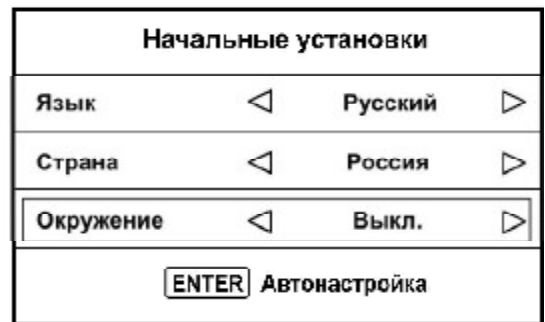 Начальные установки
Язык ◁ Русский ▷
Страна ◁ Россия ▷
Окружение ◁ Выкл. ▷
ENTER Автонастройка